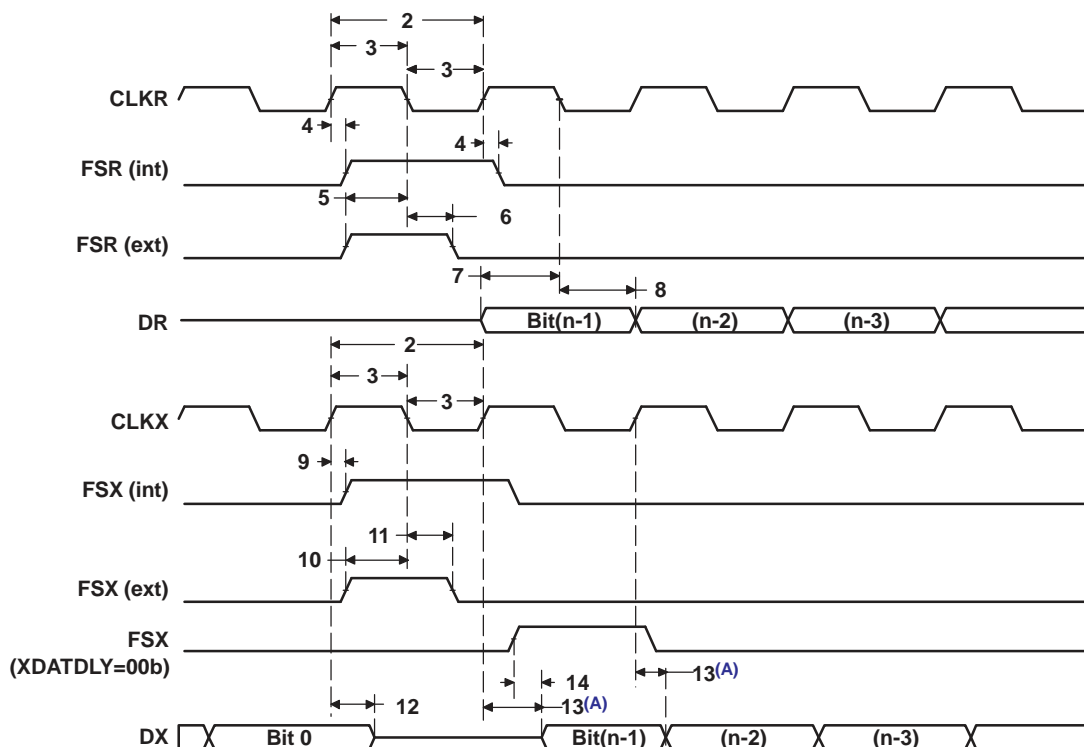 2
3
3
CLKR
4
4
FSR (int)
5
6
FSR (ext)
7
8
DR
Bit(n-1) (n-2) (n-3)
2
3
3
CLKX
9
FSX (int)
11
10
FSX (ext)
FSX
(XDATDLY=00b)
13(A)
14
12
13(A)
DX
Bit 0 Bit(n-1) (n-2) (n-3)